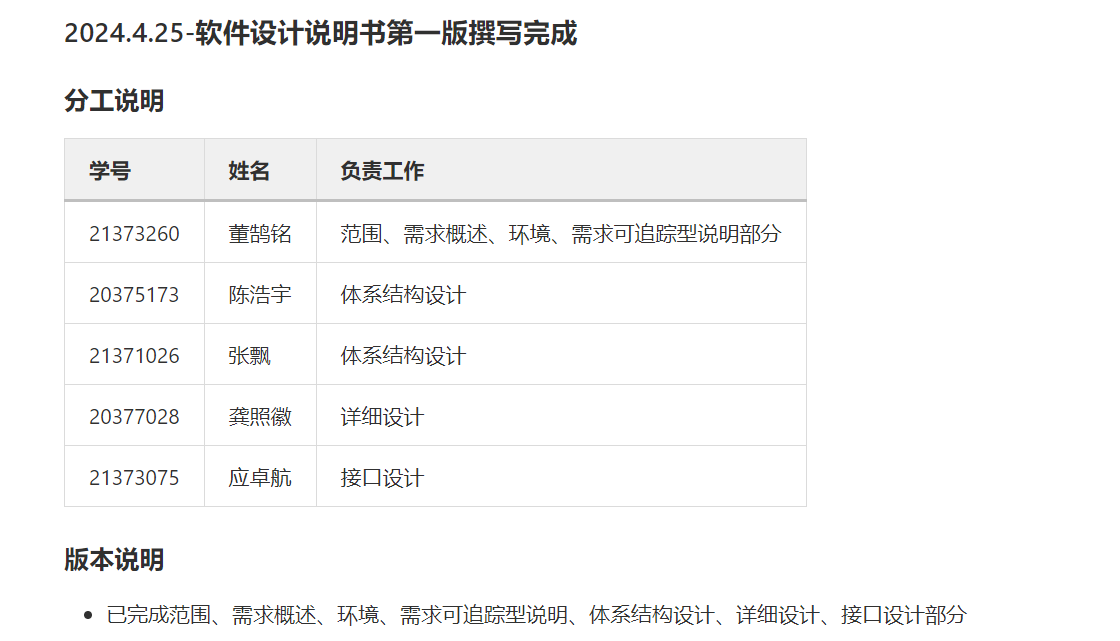 2024.4.25-软件设计说明书第一版撰写完成
分工说明
学号 姓名 负责工作
21373260 董鹄铭 范围、需求概述、环境、需求可追踪型说明部分
20375173 陈浩宇 体系结构设计
21371026 张飘 体系结构设计
20377028 龚照徽 详细设计
21373075 应卓航 接口设计
版本说明
• 已完成范围、需求概述、环境、需求可追踪型说明、体系结构设计、详细设计、接口设计部分